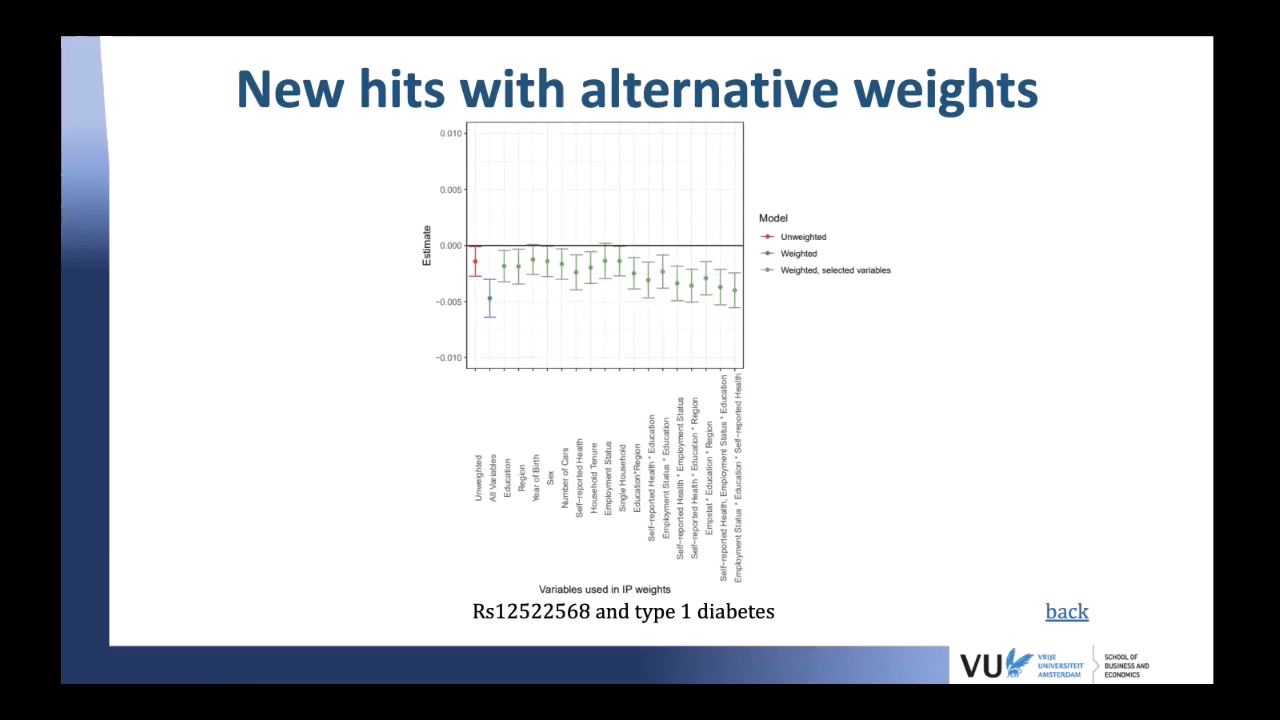 New hits with alternative weights
0.010
0.005
0.000
−0.005
−0.010
Estimate
Model
Unweighted
Weighted
Weighted, selected variables
Unweighted
All Variables
Education
Region
Year of Birth
Sex
Number of Cars
Self−reported Health
Household Tenure
Employment Status
Single Household
Education*Region
Self−reported Health * Education
Employment Status * Education
Self−reported Health * Employment Status
Self−reported Health * Education * Region
Empstat * Education * Region
Self−reported Health, Employment Status * Education
Employment Status * Education * Self−reported Health
Variables used in IP weights
Rs12522568 and type 1 diabetes
back
VU
VRIJE
UNIVERSITEIT
AMSTERDAM
SCHOOL OF
BUSINESS AND
ECONOMICS